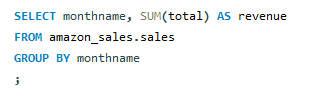 SELECT monthname, SUM(total) AS revenue
FROM amazon_sales.sales
GROUP BY monthname
;